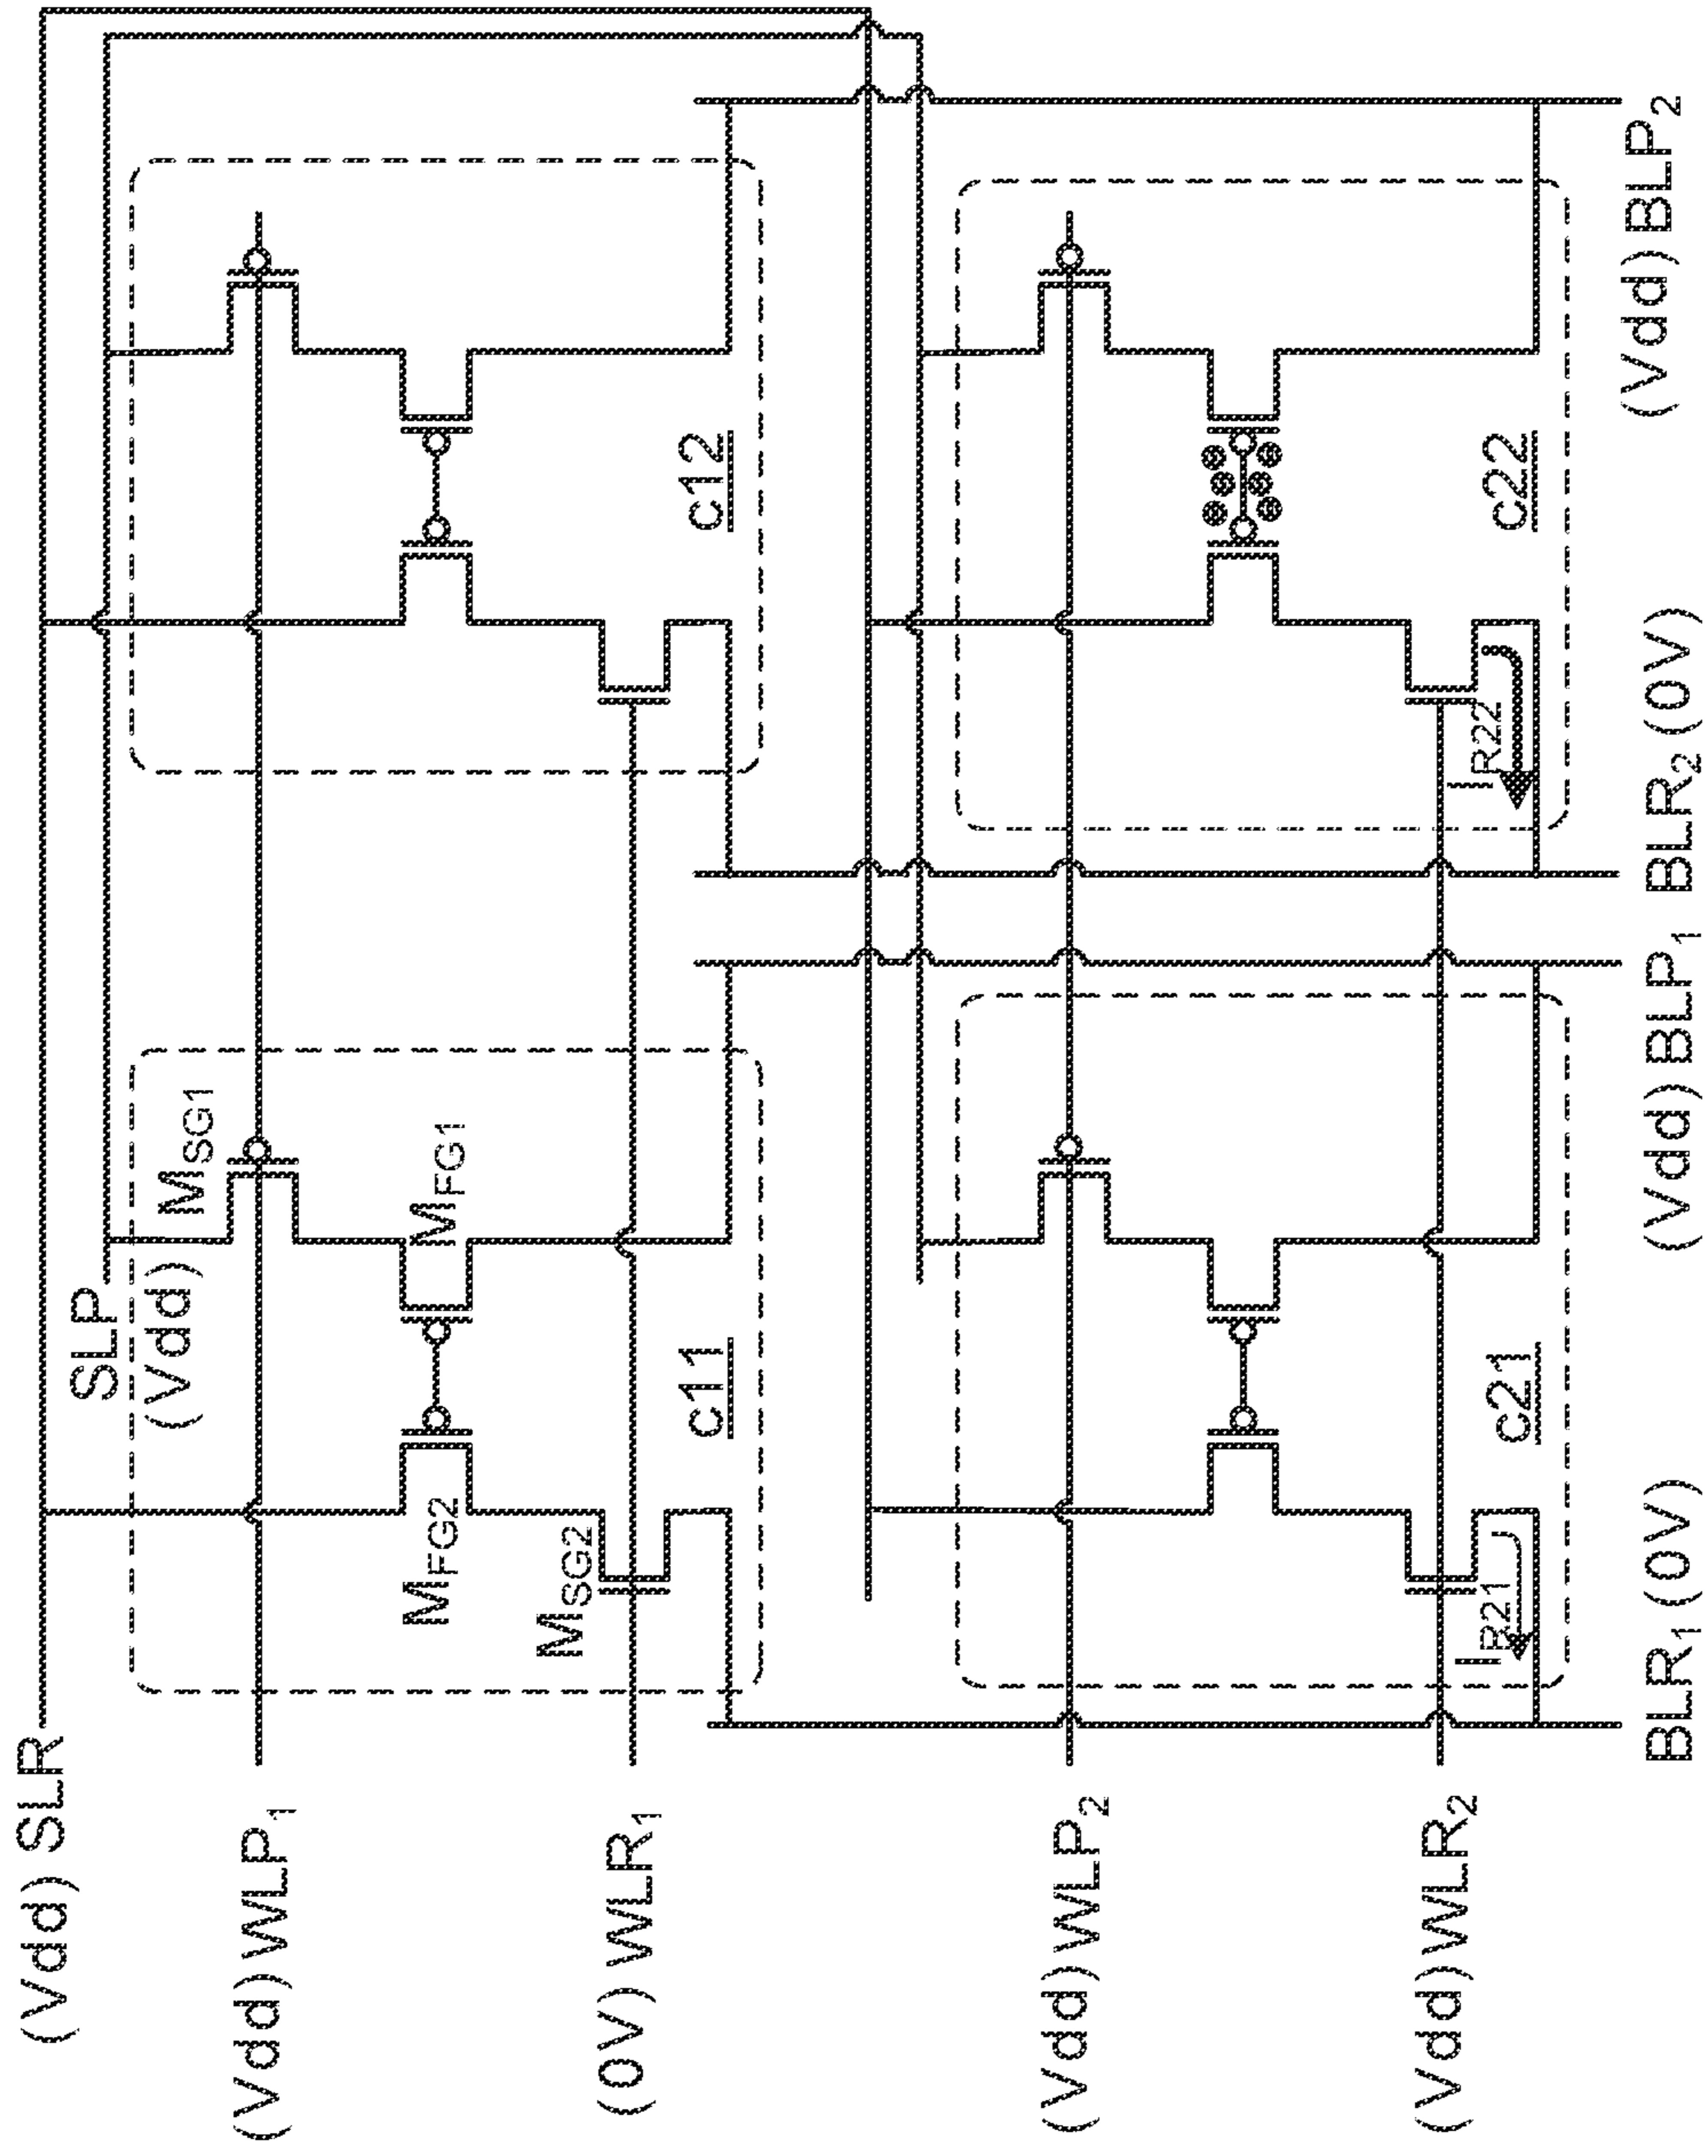 (Vdd) SLR
SLP
(Vdd)
(Vdd) WLP1
(0V) WLR1
(Vdd) WLP2
(Vdd) WLR2
MSG1
MFG1
MFG2
MSG2
c11
c12
c21
c22
IR21
IR22
BLR1 (0V)
(Vdd) BLP1
BLR2 (0V)
(Vdd) BLP2